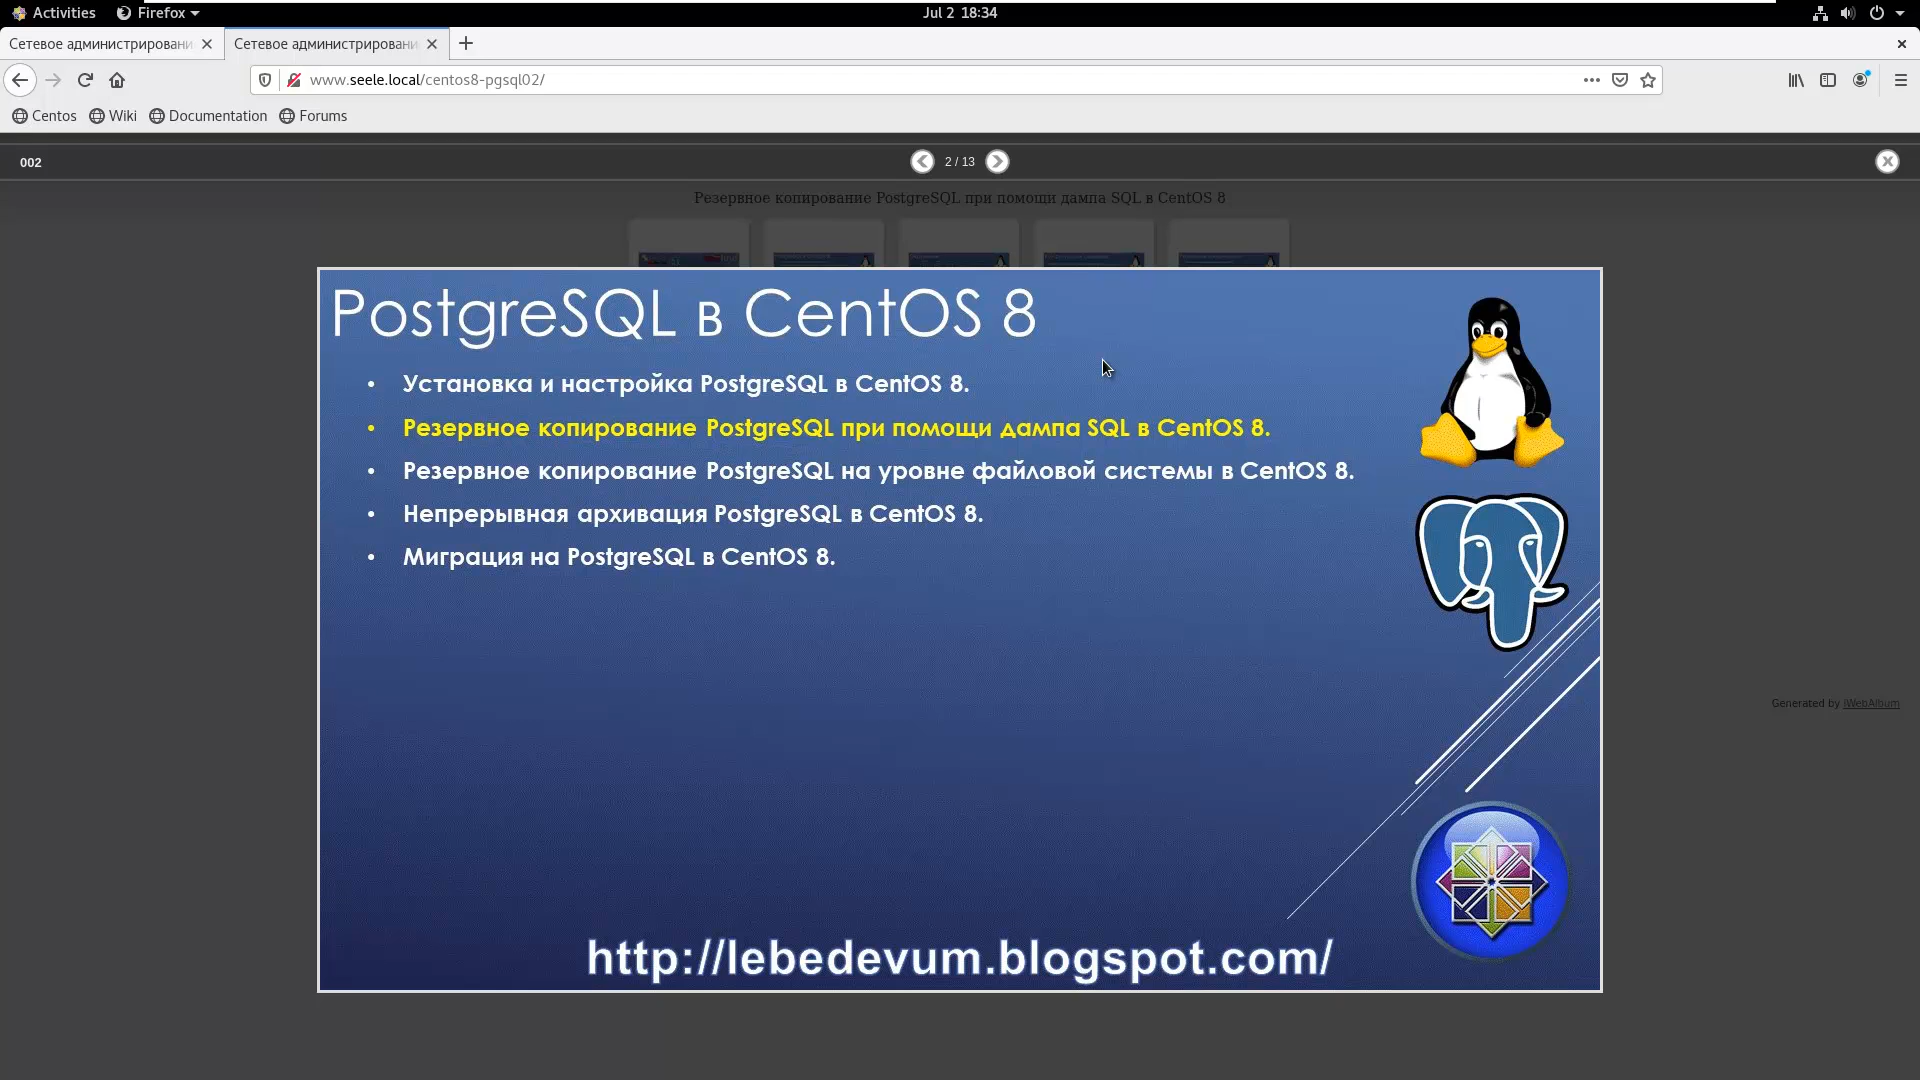 Activities Firefox Jul 2 18:34
Сетевое администрировани Сетевое администрировани
www.seele.local/centos8-pgsql02/
Centos Wiki Documentation Forums
002 2 / 13
Резервное копирование PostgreSQL при помощи дампа SQL в CentOS 8
PostgreSQL в CentOS 8
• Установка и настройка PostgreSQL в CentOS 8.
• Резервное копирование PostgreSQL при помощи дампа SQL в CentOS 8.
• Резервное копирование PostgreSQL на уровне файловой системы в CentOS 8.
• Непрерывная архивация PostgreSQL в CentOS 8.
• Миграция на PostgreSQL в CentOS 8.
Generated by JWebAlbum
http://lebedevum.blogspot.com/